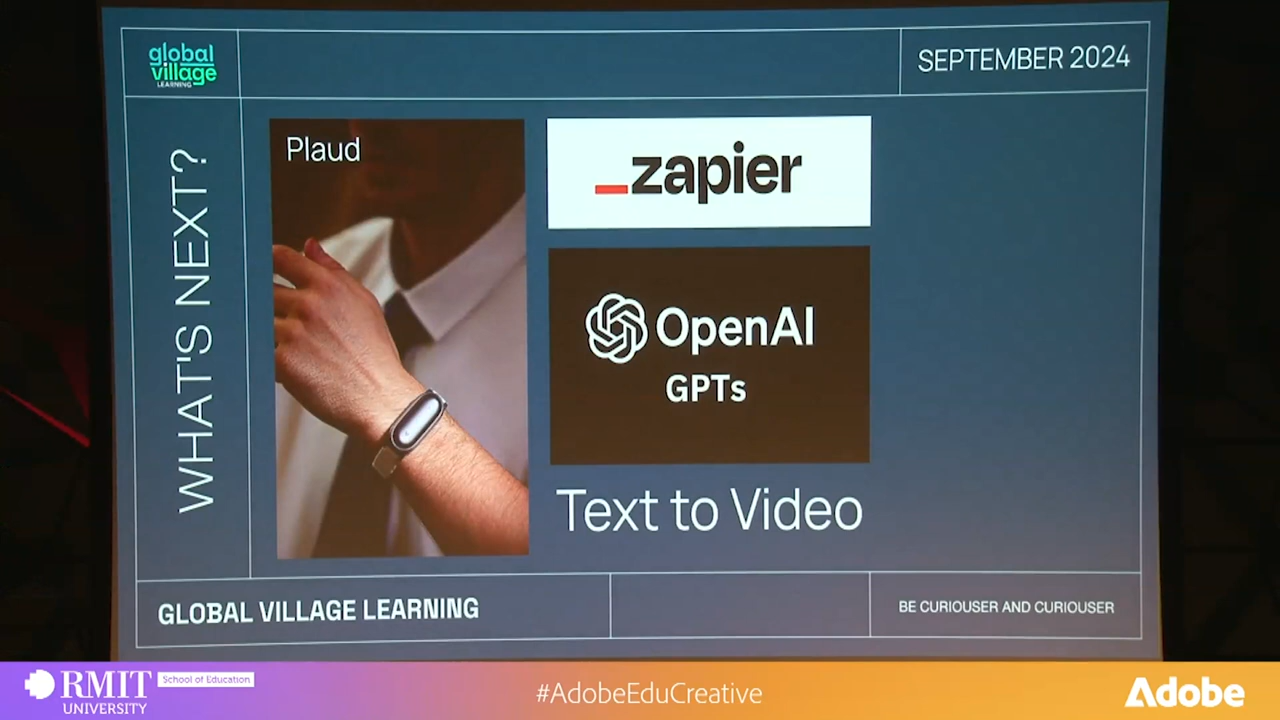 global
village
LEARNING
SEPTEMBER 2024
WHAT'S NEXT?
Plaud
zapier
OpenAI
GPTs
Text to Video
GLOBAL VILLAGE LEARNING
BE CURIOUSER AND CURIOUSER
RMIT
UNIVERSITY
School of Education
#AdobeEduCreative
Adobe